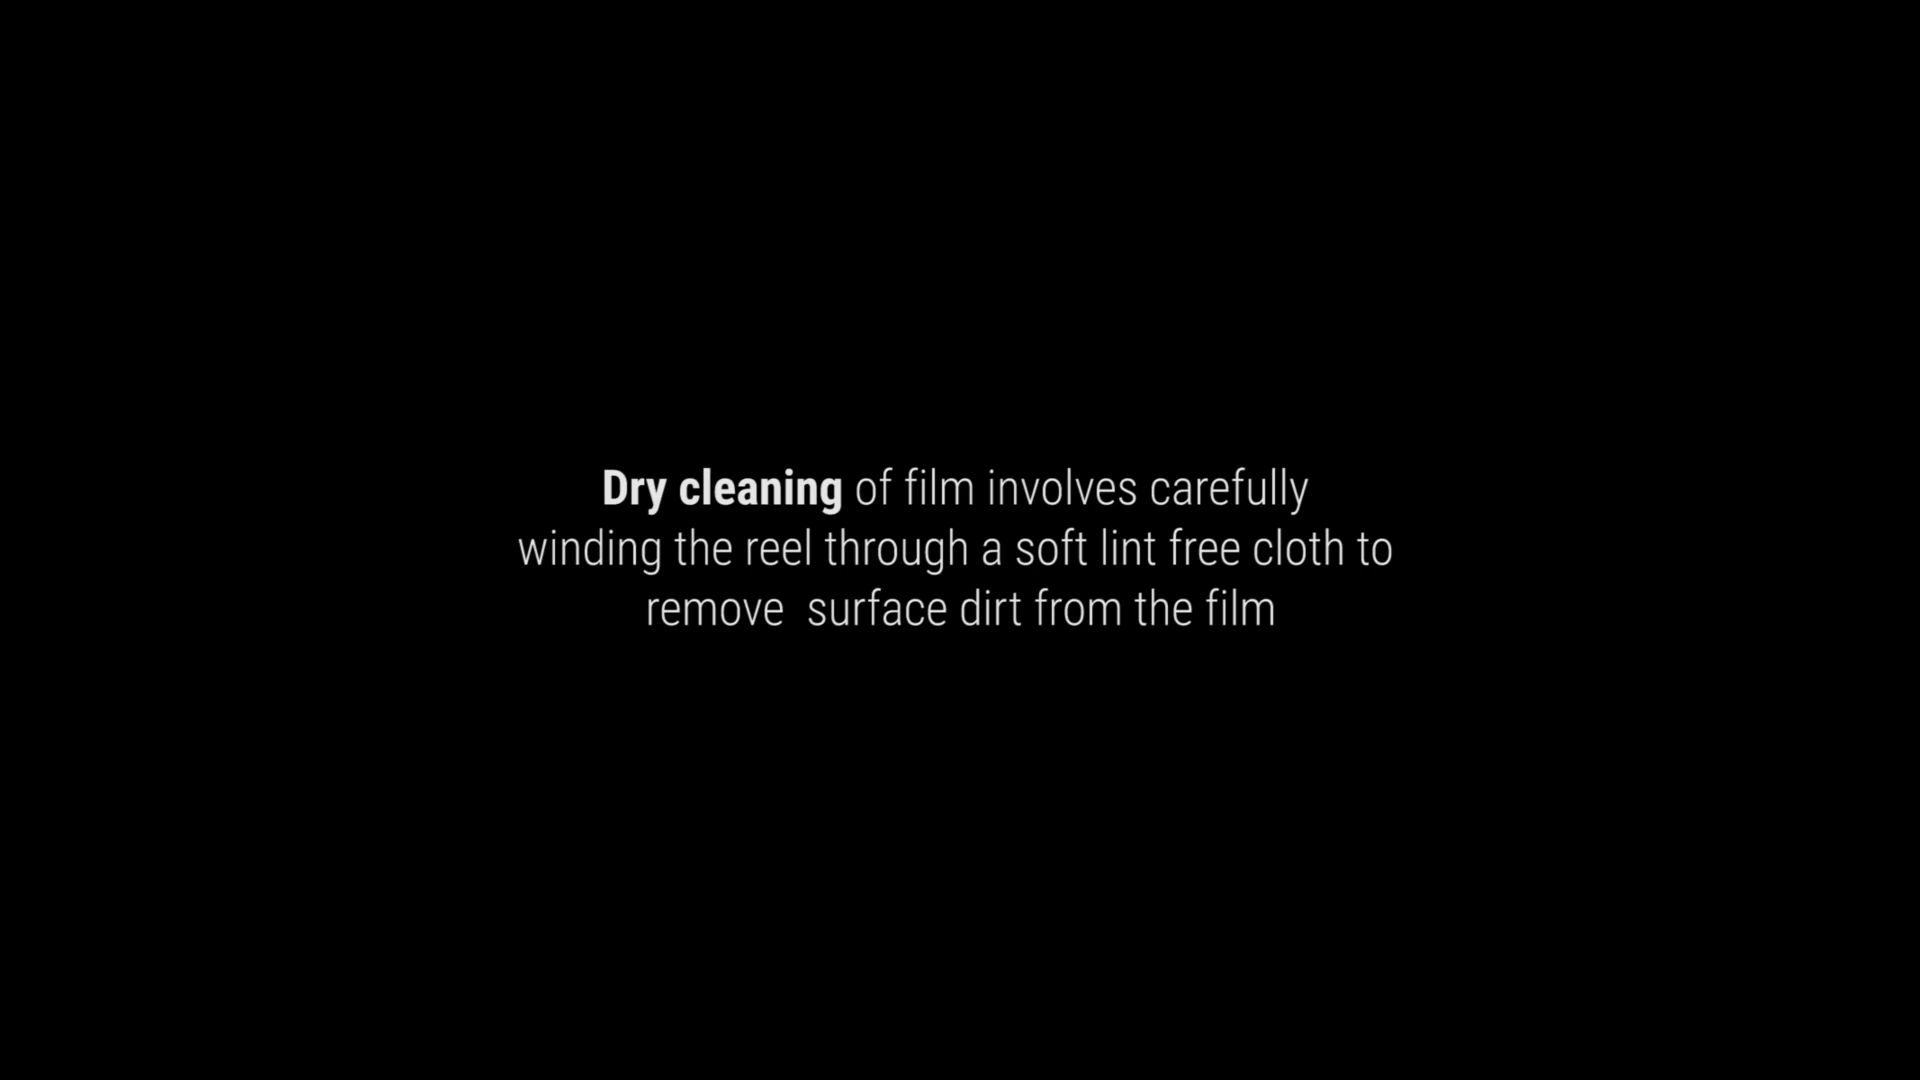 Dry cleaning of film involves carefully
winding the reel through a soft lint free cloth to
remove  surface dirt from the film